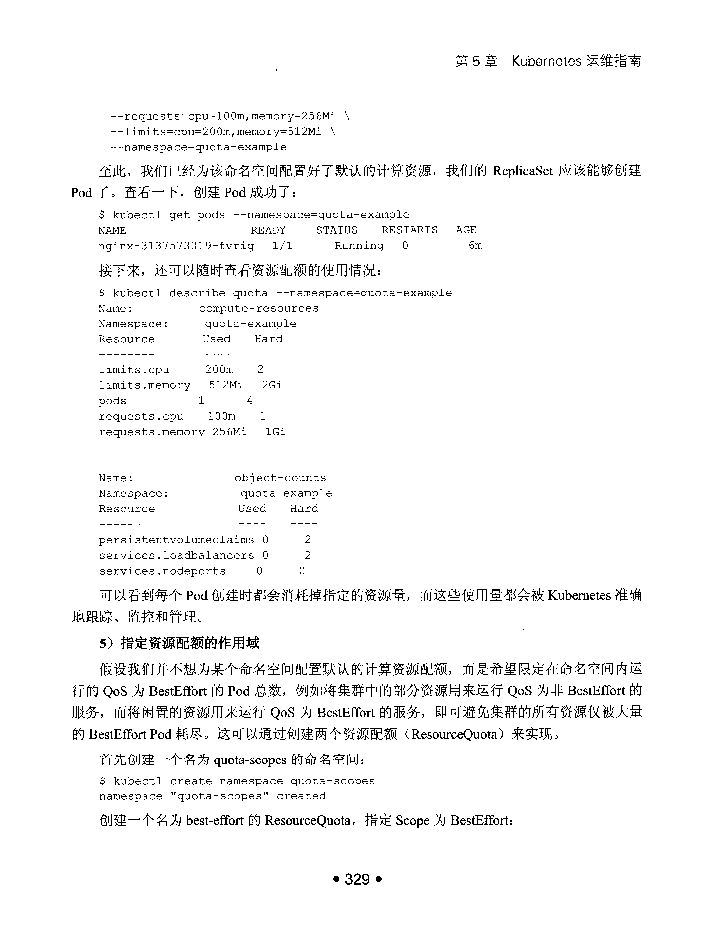 第 5 章 Kubernetes 运维指南
--requests=cpu=100m,memory=256Mi \
--limits=cpu=200m,memory=512Mi \
--namespace=quota-example
至此，我们已经为该命名空间配置好了默认的计算资源，我们的 ReplicaSet 应该能够创建
Pod 了。查看一下，创建 Pod 成功了：
$ kubectl get pods --namespace=quota-example
NAME READY STATUS RESTARTS AGE
nginx-3137573019-fvrig 1/1 Running 0 6m
接下来，还可以随时查看资源配额的使用情况：
$ kubectl describe quota --namespace=quota-example
Name: compute-resources
Namespace: quota-example
Resource Used Hard
-------- ----
limits.cpu 200m 2
limits.memory 512Mi 2Gi
pods 1 4
requests.cpu 100m 1
requests.memory 256Mi 1Gi
Name: object-counts
Namespace: quota-example
Resource Used Hard
------ ---- ----
persistentvolumeclaims 0 2
services.loadbalancers 0 2
services.nodeports 0 0
可以看到每个 Pod 创建时都会消耗掉指定的资源量，而这些使用量都会被 Kubernetes 准确
地跟踪、监控和管理。
5）指定资源配额的作用域
假设我们并不想为某个命名空间配置默认的计算资源配额，而是希望限定在命名空间内运
行的 QoS 为 BestEffort 的 Pod 总数，例如将集群中的部分资源用来运行 QoS 为非 BestEffort 的
服务，而将闲置的资源用来运行 QoS 为 BestEffort 的服务，即可避免集群的所有资源仅被大量
的 BestEffort Pod 耗尽。这可以通过创建两个资源配额（ResourceQuota）来实现。
首先创建一个名为 quota-scopes 的命名空间：
$ kubectl create namespace quota-scopes
namespace "quota-scopes" created
创建一个名为 best-effort 的 ResourceQuota，指定 Scope 为 BestEffort：
• 329 •